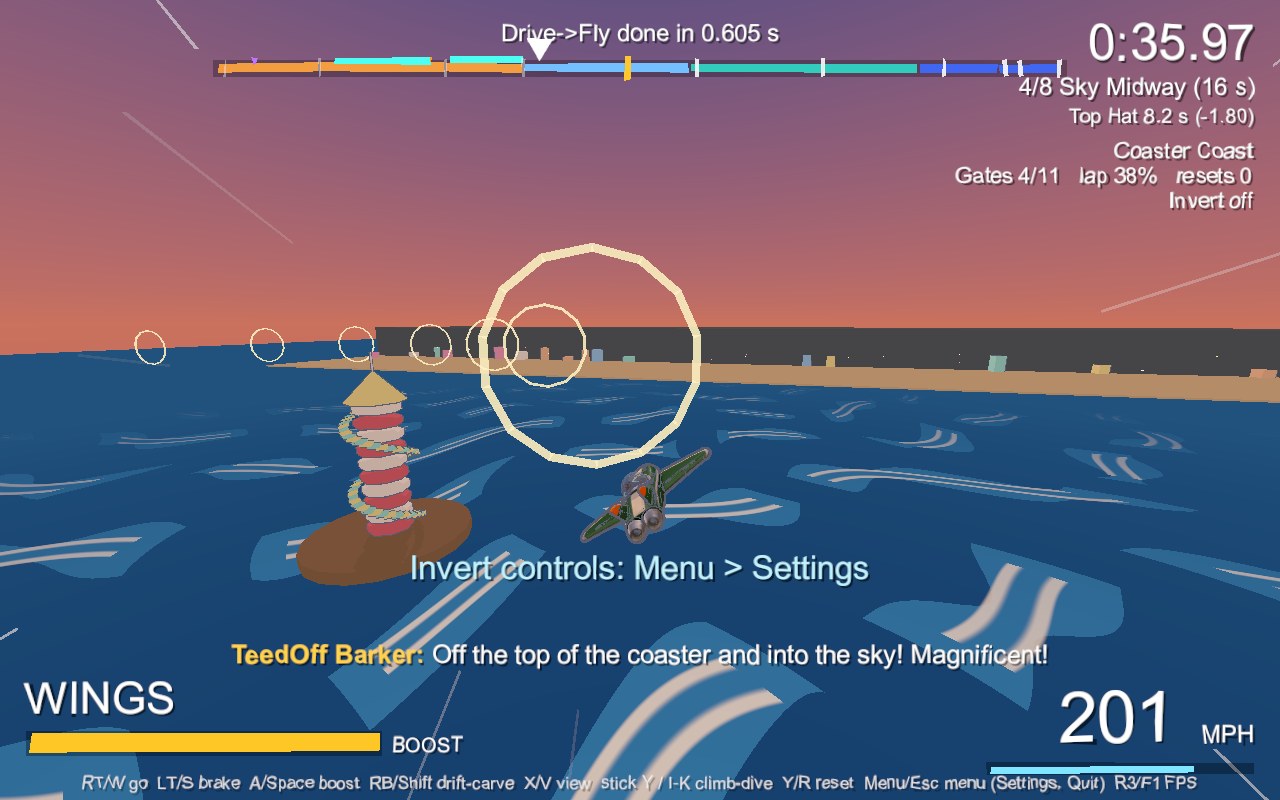 Drive->Fly done in 0.605 s
0:35.97
4/8 Sky Midway (16 s)
Top Hat 8.2 s (-1.80)
Coaster Coast
Gates 4/11 lap 38% resets 0
Invert off
Invert controls: Menu > Settings
TeedOff Barker: Off the top of the coaster and into the sky! Magnificent!
WINGS
BOOST
201 MPH
RT/W go LT/S brake A/Space boost RB/Shift drift-carve X/V view stick Y / I-K climb-dive Y/R reset Menu/Esc menu (Settings, Quit) R3/F1 FPS